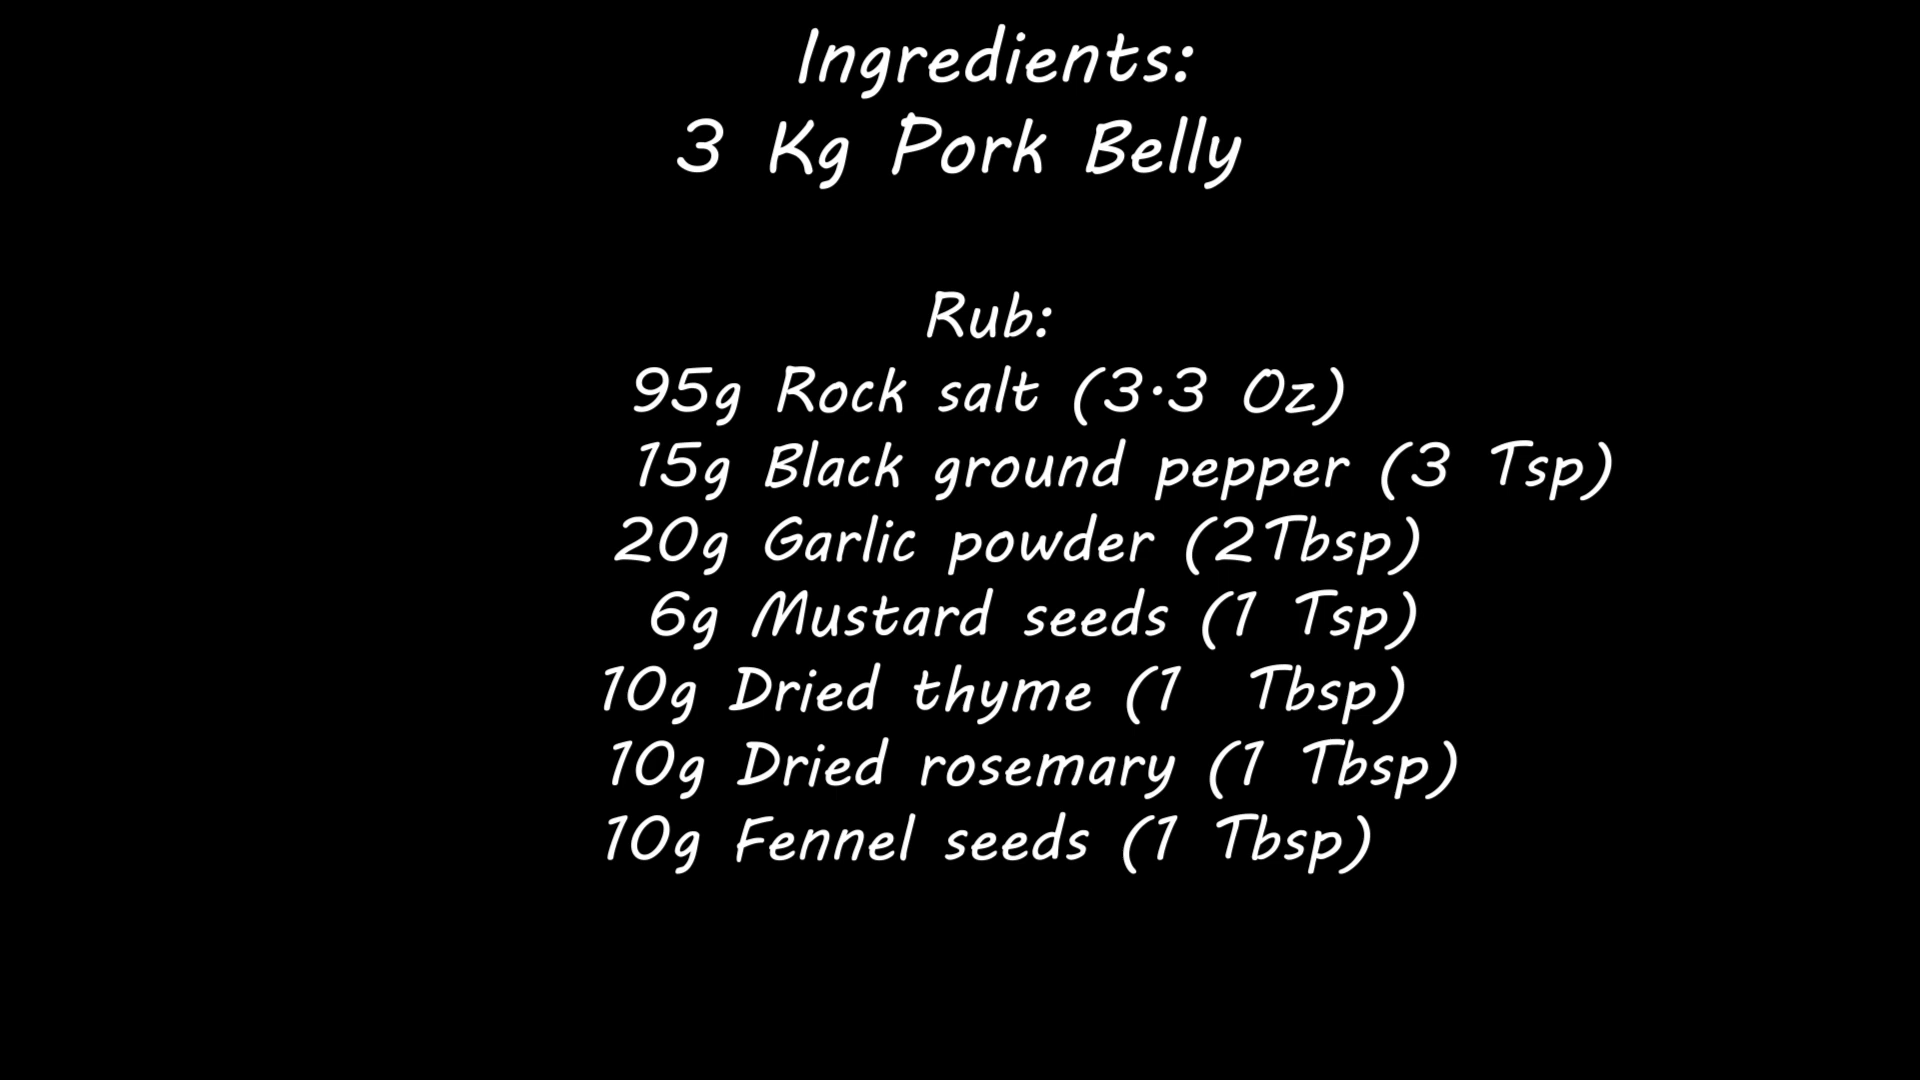 Ingredients:
3 Kg Pork Belly
Rub:
95g Rock salt (3.3 Oz)
15g Black ground pepper (3 Tsp)
20g Garlic powder (2Tbsp)
6g Mustard seeds (1 Tsp)
10g Dried thyme (1 Tbsp)
10g Dried rosemary (1 Tbsp)
10g Fennel seeds (1 Tbsp)